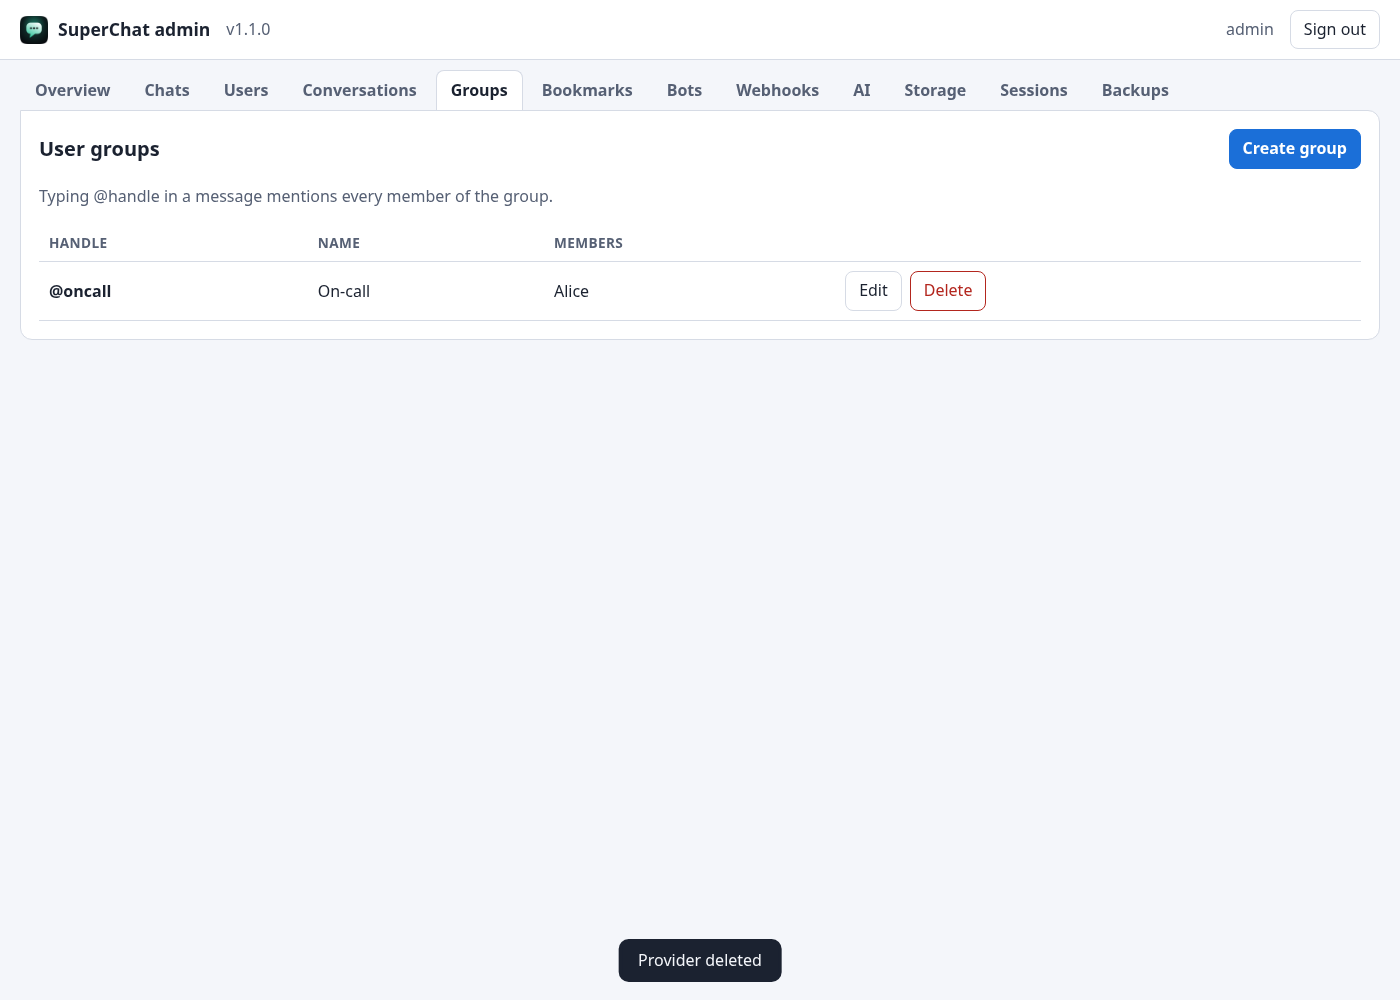 SuperChat admin v1.1.0 admin Sign out
Overview Chats Users Conversations Groups Bookmarks Bots Webhooks AI Storage Sessions Backups
User groups Create group
Typing @handle in a message mentions every member of the group.
HANDLE NAME MEMBERS
@oncall On-call Alice Edit Delete
Provider deleted